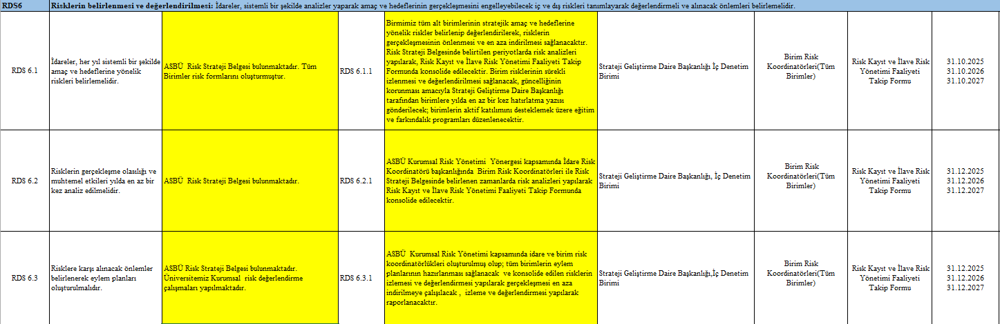 RDS6 Risklerin belirlenmesi ve değerlendirilmesi: İdareler, sistemli bir şekilde analizler yaparak amaç ve hedeflerinin gerçekleşmesini engelleyebilecek iç ve dış riskleri tanımlayarak değerlendirmeli ve alınacak önlemleri belirlemelidir.
RDS 6.1
İdareler, her yıl sistemli bir şekilde
amaç ve hedeflerine yönelik
riskleri belirlemelidir.
ASBÜ Risk Strateji Belgesi bulunmaktadır. Tüm
Birimler risk formlarını oluşturmuştur.
RDS 6.1.1
Birmimiz tüm alt birimlerinin stratejik amaç ve hedeflerine
yönelik riskler belirlenip değerlendirilerek, risklerin
gerçekleşmesinin önlenmesi ve en aza indirilmesi sağlanacaktır.
Risk Strateji Belgesinde belirtilen periyotlarda risk analizleri
yapılarak, Risk Kayıt ve İlave Risk Yönetimi Faaliyeti Takip
Formunda konsolide edilecektir. Birim risklerinin sürekli
izlenmesi ve değerlendirilmesi sağlanacak, güncelliğinin
korunması amacıyla Strateji Geliştirme Daire Başkanlığı
tarafından birimlere yılda en az bir kez hatırlatma yazısı
gönderilecek; birimlerin aktif katılımını desteklemek üzere eğitim
ve farkındalık programları düzenlenecektir.
Strateji Geliştirme Daire Başkanlığı İç Denetim
Birimi
Birim Risk
Koordinatörleri(Tüm
Birimler)
Risk Kayıt ve İlave Risk
Yönetimi Faaliyeti
Takip Formu
31.10.2025
31.10.2026
31.10.2027
RDS 6.2
Risklerin gerçekleşme olasılığı ve
muhtemel etkileri yılda en az bir
kez analiz edilmelidir.
ASBÜ Risk Strateji Belgesi bulunmaktadır.
RDS 6.2.1
ASBÜ Kurumsal Risk Yönetimi Yönergesi kapsamında İdare Risk
Koordinatörü başkanlığında Birim Risk Koordinatörleri ile Risk
Strateji Belgesinde belirlenen zamanlarda risk analizleri yapılarak
Risk Kayıt ve İlave Risk Yönetimi Faaliyeti Takip Formunda
konsolide edilecektir.
Strateji Geliştirme Daire Başkanlığı, İç Denetim
Birimi
Birim Risk
Koordinatörleri(Tüm
Birimler)
Risk Kayıt ve İlave Risk
Yönetimi Faaliyeti
Takip Formu
31.12.2025
31.12.2026
31.12.2027
RDS 6.3
Risklere karşı alınacak önlemler
belirlenerek eylem planları
oluşturulmalıdır.
ASBÜ Risk Strateji Belgesi bulunmaktadır.
Üniversitemiz Kurumsal risk değerlendirme
çalışmaları yapılmaktadır.
RDS 6.3.1
ASBÜ Kurumsal Risk Yönetimi kapsamında idare ve birim risk
koordinatörlükleri oluşturulmuş olup; tüm birimlerin eylem
planlarının hazırlanması sağlanacak ve konsolide edilen risklerin
izlemesi ve değerlendirmesi yapılarak gerçekleşmesi en aza
indirilmeye çalışılacak , izleme ve değerlendirmesi yapılarak
raporlanacaktır.
Strateji Geliştirme Daire Başkanlığı,İç Denetim
Birimi
Birim Risk
Koordinatörleri(Tüm
Birimler)
Risk Kayıt ve İlave Risk
Yönetimi Faaliyeti
Takip Formu
31.12.2025
31.12.2026
31.12.2027